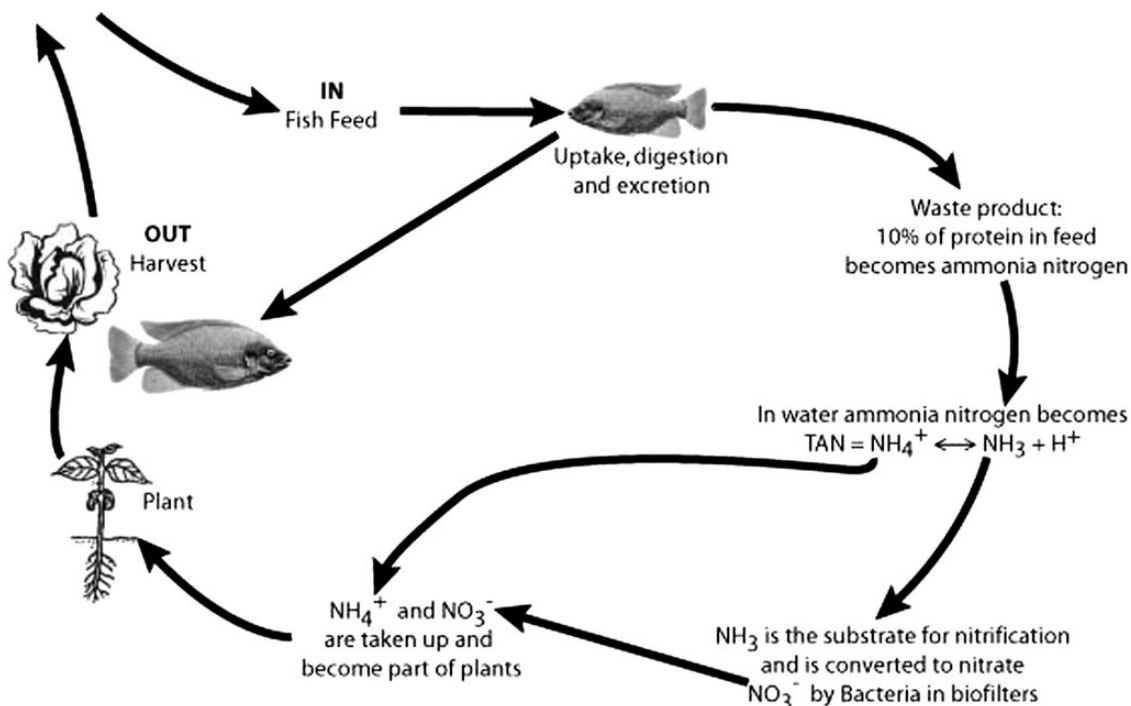 IN
Fish Feed
Uptake, digestion
and excretion
Waste product:
10% of protein in feed
becomes ammonia nitrogen
OUT
Harvest
In water ammonia nitrogen becomes
TAN = NH₄⁺ ⟷ NH₃ + H⁺
Plant
NH₄⁺ and NO₃⁻
are taken up and
become part of plants
NH₃ is the substrate for nitrification
and is converted to nitrate
NO₃⁻ by Bacteria in biofilters